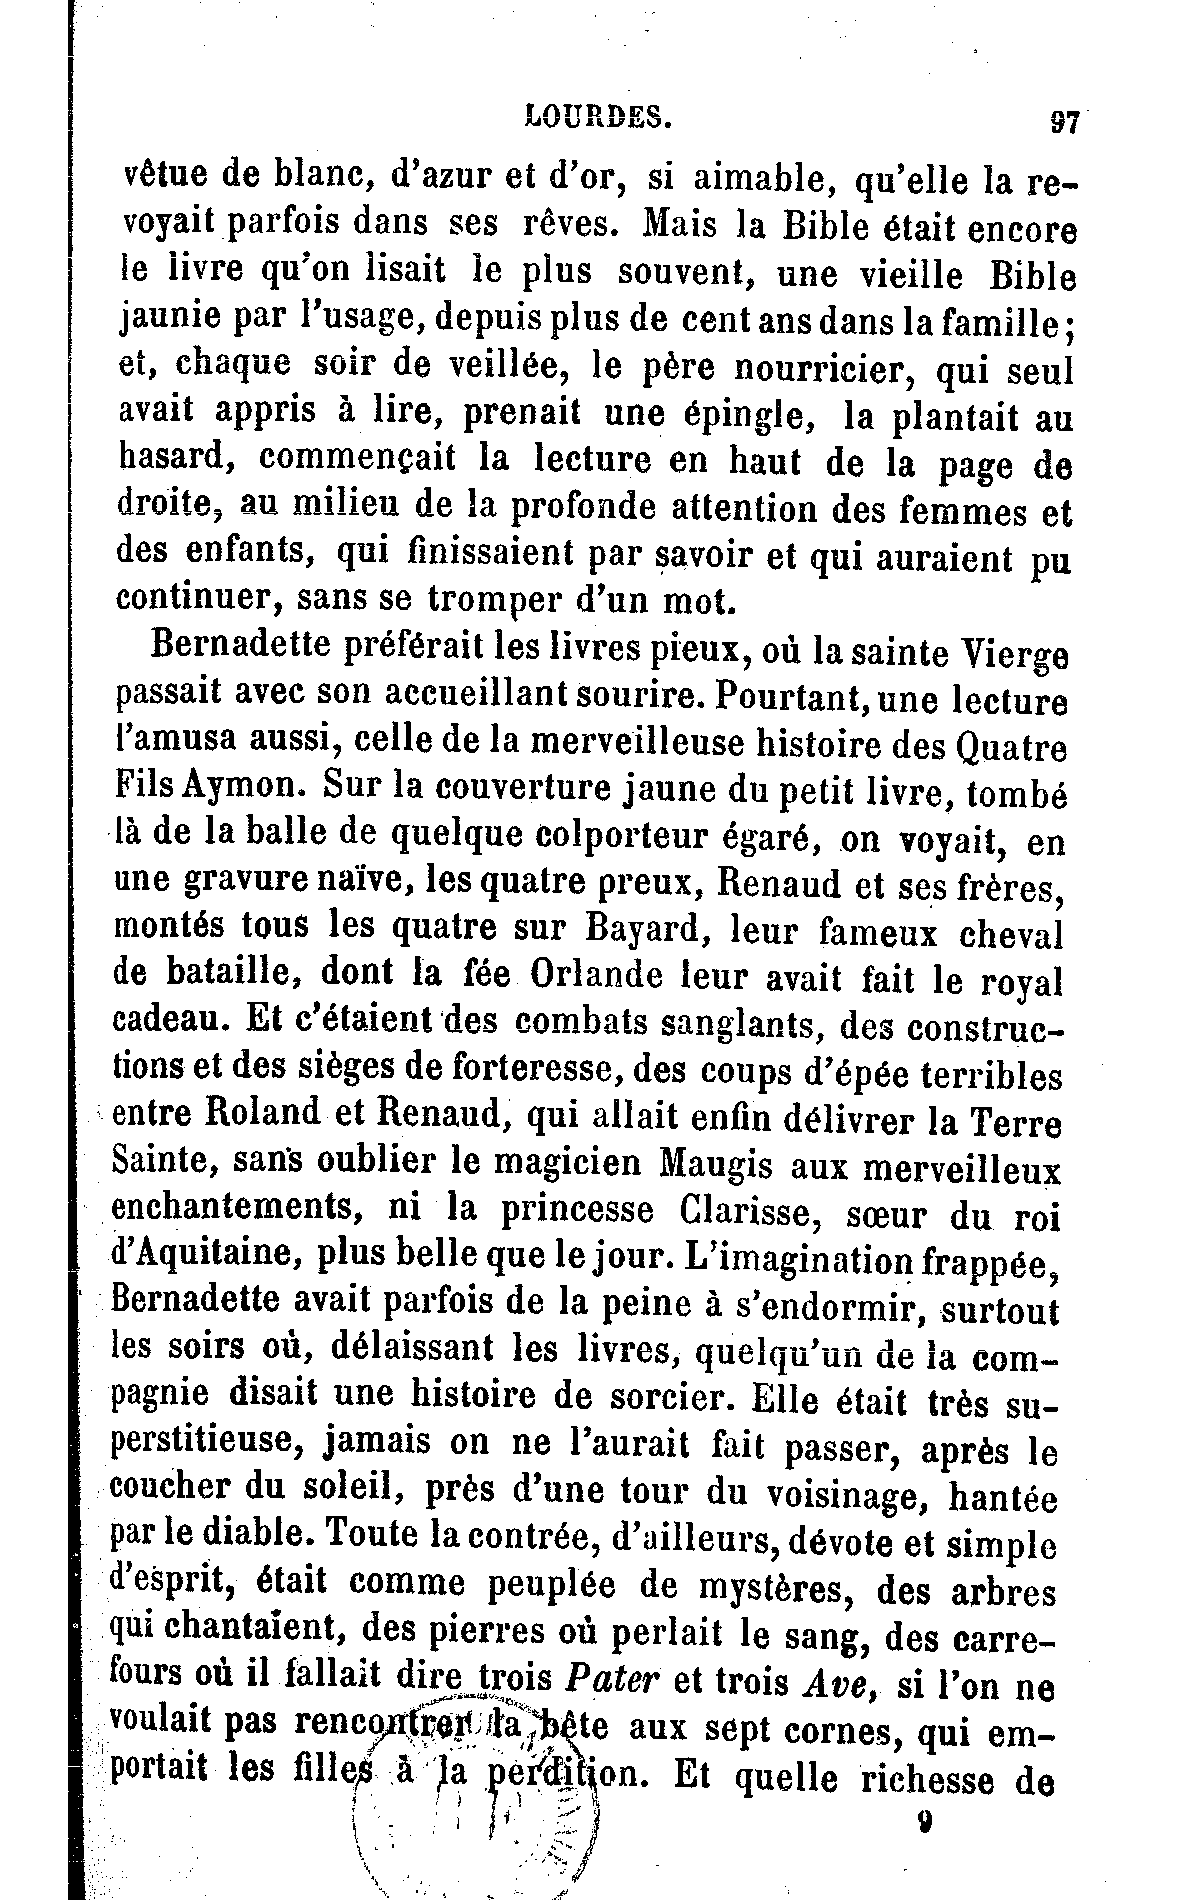 LOURDES. 97
vêtue de blanc, d'azur et d'or, si aimable, qu'elle la re-
voyait parfois dans ses rêves. Mais la Bible était encore
le livre qu'on lisait le plus souvent, une vieille Bible
jaunie par l'usage, depuis plus de cent ans dans la famille;
et, chaque soir de veillée, le père nourricier, qui seul
avait appris à lire, prenait une épingle, la plantait au
hasard, commençait la lecture en haut de la page de
droite, au milieu de la profonde attention des femmes et
des enfants, qui finissaient par savoir et qui auraient pu
continuer, sans se tromper d'un mot.
Bernadette préférait les livres pieux, où la sainte Vierge
passait avec son accueillant sourire. Pourtant, une lecture
l'amusa aussi, celle de la merveilleuse histoire des Quatre
Fils Aymon. Sur la couverture jaune du petit livre, tombé
là de la balle de quelque colporteur égaré, on voyait, en
une gravure naïve, les quatre preux, Renaud et ses frères,
montés tous les quatre sur Bayard, leur fameux cheval
de bataille, dont la fée Orlande leur avait fait le royal
cadeau. Et c'étaient des combats sanglants, des construc-
tions et des sièges de forteresse, des coups d'épée terribles
entre Roland et Renaud, qui allait enfin délivrer la Terre
Sainte, sans oublier le magicien Maugis aux merveilleux
enchantements, ni la princesse Clarisse, sœur du roi
d'Aquitaine, plus belle que le jour. L'imagination frappée,
Bernadette avait parfois de la peine à s'endormir, surtout
les soirs où, délaissant les livres, quelqu'un de la com-
pagnie disait une histoire de sorcier. Elle était très su-
perstitieuse, jamais on ne l'aurait fait passer, après le
coucher du soleil, près d'une tour du voisinage, hantée
par le diable. Toute la contrée, d'ailleurs, dévote et simple
d'esprit, était comme peuplée de mystères, des arbres
qui chantaient, des pierres où perlait le sang, des carre-
fours où il fallait dire trois Pater et trois Ave, si l'on ne
voulait pas rencontrer la bête aux sept cornes, qui em-
portait les filles à la perdition. Et quelle richesse de
9